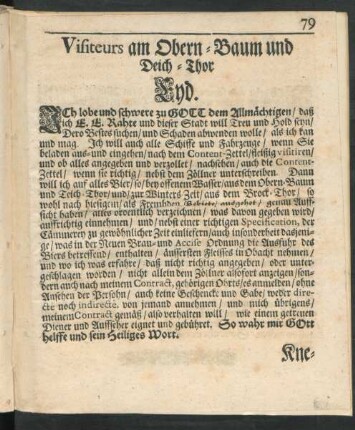 79
Visiteurs am Obern-Baum und
Deich-Thor
Eyd.
ICh lobe und schwere zu GOTT dem Allmächtigen/ daß
ich E. E. Rahte und dieser Stadt will Treu und Hold seyn/
Dero Bestes suchen/ und Schaden abwenden wolle/ als ich kan
und mag. Ich will auch alle Schiffe und Fahrzeuge/ wenn Sie
beladen aus- und eingehen/ nach dem Content-Zettel/ fleißig visitiren/
und ob alles angegeben und verzollet/ nachsehen/ auch die Content-
Zettel/ wenn sie richtig/ nebst dem Zöllner unterschreiben. Dann
will ich auf alles Bier/ so/ bey offenem Wasser/ aus dem Obern-Baum
und Teich-Thor/ und/ zur Winters Zeit/ aus dem Brock-Thor/ so
wohl nach hiesigen/ als Frembden Gebiete/ ausgehet/ genau Auff-
sicht haben/ alles ordentlich verzeichnen/ was davon gegeben wird/
auffrichtig einnehmen/ und/ nebst einer richtigen Specification, der
Cämmerey zu gewöhnlicher Zeit einliefern/ auch insonderheit dasjeni-
ge/ was in der Neuen Brau- und Accise Ordnung die Ausfuhr des
Biers betreffend/ enthalten/ äussersten Fleisses in Obacht nehmen/
und wo ich was erfahre/ daß nicht richtig angegeben/ oder unter-
geschlagen worden/ nicht allein dem Zöllner alsofort anzeigen/ son-
dern auch nach meinem Contract, gehörigen Ohrts/ es anmelden/ ohne
Ansehen der Persohn/ auch keine Geschencke und Gabe/ weder dire-
cte noch indirecte, von jemand annehmen/ und mich übrigens/
meinem Contract gemäß/ also verhalten will/ wie einem getreuen
Diener und Auffseher eignet und gebühret. So wahr mir GOtt
helffe und sein Heiliges Wort.
Kne-